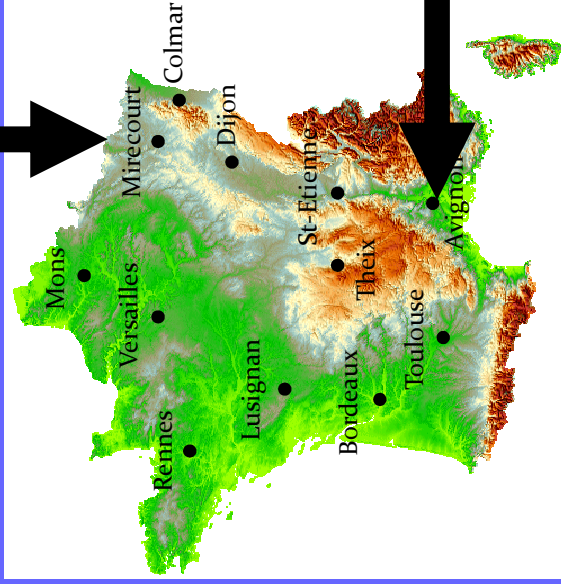 Mons
Colmar
Mirecourt
Versailles
Dijon
Rennes
St-Etienne
Lusignan
Theix
Avignon
Bordeaux
Toulouse